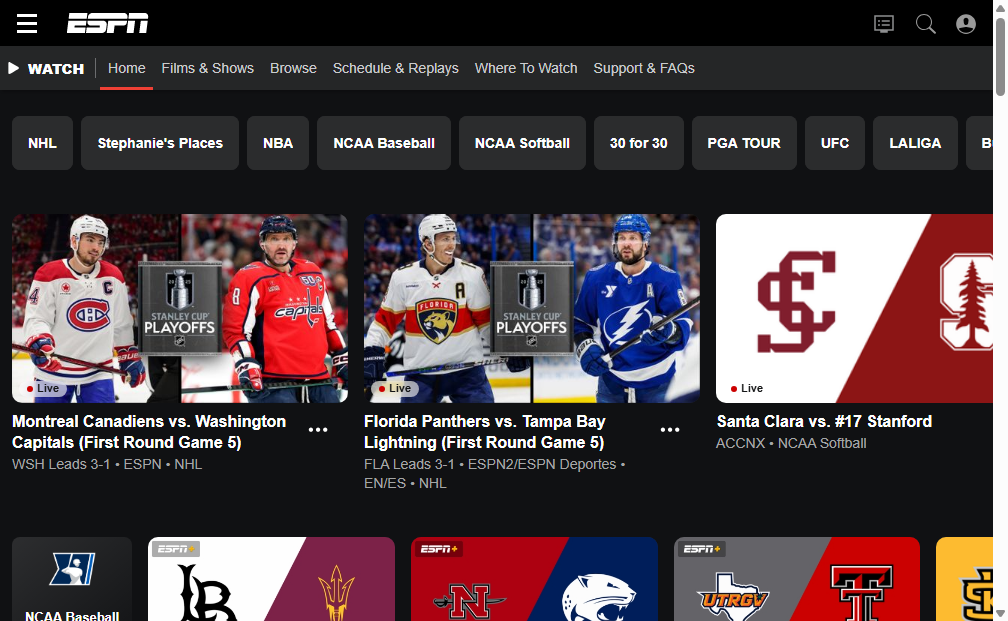 ESPN
WATCH
Home
Films & Shows
Browse
Schedule & Replays
Where To Watch
Support & FAQs
NHL
Stephanie's Places
NBA
NCAA Baseball
NCAA Softball
30 for 30
PGA TOUR
UFC
LALIGA
STANLEY CUP
PLAYOFFS
Live
Montreal Canadiens vs. Washington
Capitals (First Round Game 5)
WSH Leads 3-1 • ESPN • NHL
FLORIDA
STANLEY CUP
PLAYOFFS
Live
Florida Panthers vs. Tampa Bay
Lightning (First Round Game 5)
FLA Leads 3-1 • ESPN2/ESPN Deportes •
EN/ES • NHL
Live
Santa Clara vs. #17 Stanford
ACCNX • NCAA Softball
NCAA Baseball
ESPN+
LB
ESPN+
N
ESPN+
UTRGV
T